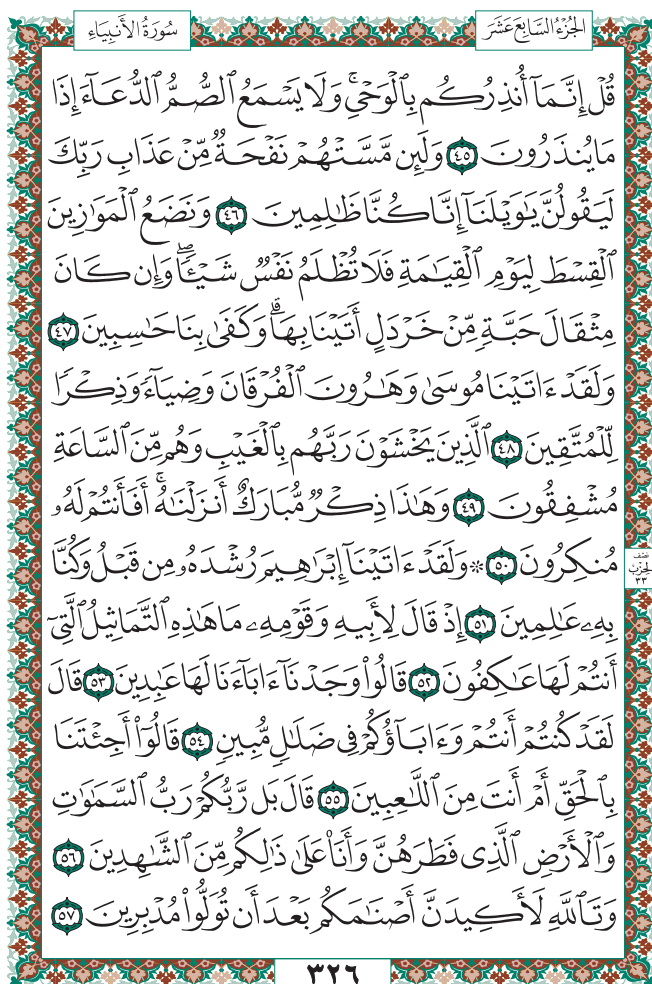 الجُزْءُ السَّابِعَ عَشَرَ
سُورَةُ الأَنْبِيَاءِ
قُلْ إِنَّمَآ أُنذِرُكُم بِٱلْوَحْىِۚ وَلَا يَسْمَعُ ٱلصُّمُّ ٱلدُّعَآءَ إِذَا
مَا يُنذَرُونَ ٤٥ وَلَئِن مَّسَّتْهُمْ نَفْحَةٌ مِّنْ عَذَابِ رَبِّكَ
لَيَقُولُنَّ يَٰوَيْلَنَآ إِنَّا كُنَّا ظَٰلِمِينَ ٤٦ وَنَضَعُ ٱلْمَوَٰزِينَ
ٱلْقِسْطَ لِيَوْمِ ٱلْقِيَٰمَةِ فَلَا تُظْلَمُ نَفْسٌ شَيْـًٔاۖ وَإِن كَانَ
مِثْقَالَ حَبَّةٍ مِّنْ خَرْدَلٍ أَتَيْنَا بِهَاۗ وَكَفَىٰ بِنَا حَٰسِبِينَ ٤٧
وَلَقَدْ ءَاتَيْنَا مُوسَىٰ وَهَٰرُونَ ٱلْفُرْقَانَ وَضِيَآءً وَذِكْرًا
لِّلْمُتَّقِينَ ٤٨ ٱلَّذِينَ يَخْشَوْنَ رَبَّهُم بِٱلْغَيْبِ وَهُم مِّنَ ٱلسَّاعَةِ
مُشْفِقُونَ ٤٩ وَهَٰذَا ذِكْرٌ مُّبَارَكٌ أَنزَلْنَٰهُۚ أَفَأَنتُمْ لَهُۥ
مُنكِرُونَ ٥٠ ۞ وَلَقَدْ ءَاتَيْنَآ إِبْرَٰهِيمَ رُشْدَهُۥ مِن قَبْلُ وَكُنَّا
نصف
الحزب
٣٣
بِهِۦ عَٰلِمِينَ ٥١ إِذْ قَالَ لِأَبِيهِ وَقَوْمِهِۦ مَا هَٰذِهِ ٱلتَّمَاثِيلُ ٱلَّتِىٓ
أَنتُمْ لَهَا عَٰكِفُونَ ٥٢ قَالُوا۟ وَجَدْنَآ ءَابَآءَنَا لَهَا عَٰبِدِينَ ٥٣ قَالَ
لَقَدْ كُنتُمْ أَنتُمْ وَءَابَآؤُكُمْ فِى ضَلَٰلٍ مُّبِينٍ ٥٤ قَالُوٓا۟ أَجِئْتَنَا
بِٱلْحَقِّ أَمْ أَنتَ مِنَ ٱللَّٰعِبِينَ ٥٥ قَالَ بَل رَّبُّكُمْ رَبُّ ٱلسَّمَٰوَٰتِ
وَٱلْأَرْضِ ٱلَّذِى فَطَرَهُنَّ وَأَنَا۠ عَلَىٰ ذَٰلِكُم مِّنَ ٱلشَّٰهِدِينَ ٥٦
وَتَٱللَّهِ لَأَكِيدَنَّ أَصْنَٰمَكُم بَعْدَ أَن تُوَلُّوا۟ مُدْبِرِينَ ٥٧
٣٢٦